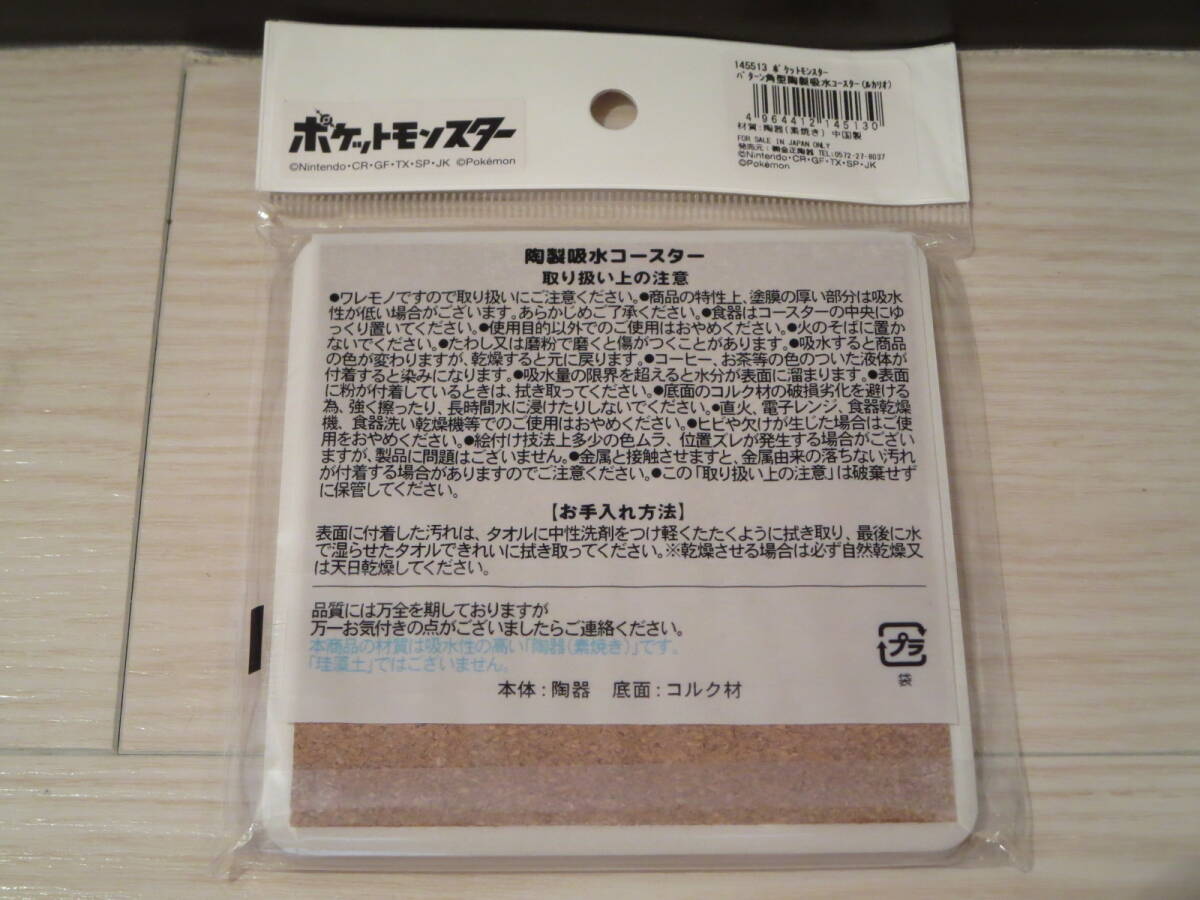 ポケットモンスター
©Nintendo・CR・GF・TX・SP・JK ©Pokémon
145513 ポケットモンスター
パターン角型陶製吸水コースター(ルカリオ)
4 964412 145130
材質:陶器(素焼き) 中国製
FOR SALE IN JAPAN ONLY
発売元:㈱金正陶器 TEL:0572-27-8037
©Nintendo・CR・GF・TX・SP・JK
©Pokémon
陶製吸水コースター
取り扱い上の注意
●ワレモノですので取り扱いにご注意ください。●商品の特性上、塗膜の厚い部分は吸水
性が低い場合がございます。あらかじめご了承ください。●食器はコースターの中央にゆ
っくり置いてください。●使用目的以外でのご使用はおやめください。●火のそばに置か
ないでください。●たわし又は磨粉で磨くと傷がつくことがあります。●吸水すると商品
の色が変わりますが、乾燥すると元に戻ります。●コーヒー、お茶等の色のついた液体が
付着すると染みになります。●吸水量の限界を超えると水分が表面に溜まります。●表面
に粉が付着しているときは、拭き取ってください。●底面のコルク材の破損劣化を避ける
為、強く擦ったり、長時間水に浸けたりしないでください。●直火、電子レンジ、食器乾燥
機、食器洗い乾燥機等でのご使用はおやめください。●ヒビや欠けが生じた場合はご使
用をおやめください。●絵付け技法上多少の色ムラ、位置ズレが発生する場合がござい
ますが、製品に問題はございません。●金属と接触させますと、金属由来の落ちない汚れ
が付着する場合がありますのでご注意ください。●この「取り扱い上の注意」は破棄せず
に保管してください。
【お手入れ方法】
表面に付着した汚れは、タオルに中性洗剤をつけ軽くたたくように拭き取り、最後に水
で湿らせたタオルできれいに拭き取ってください。※乾燥させる場合は必ず自然乾燥又
は天日乾燥してください。
品質には万全を期しておりますが
万一お気付きの点がございましたらご連絡ください。
本商品の材質は吸水性の高い「陶器(素焼き)」です。
「珪藻土」ではございません。
プラ
袋
本体:陶器 底面:コルク材